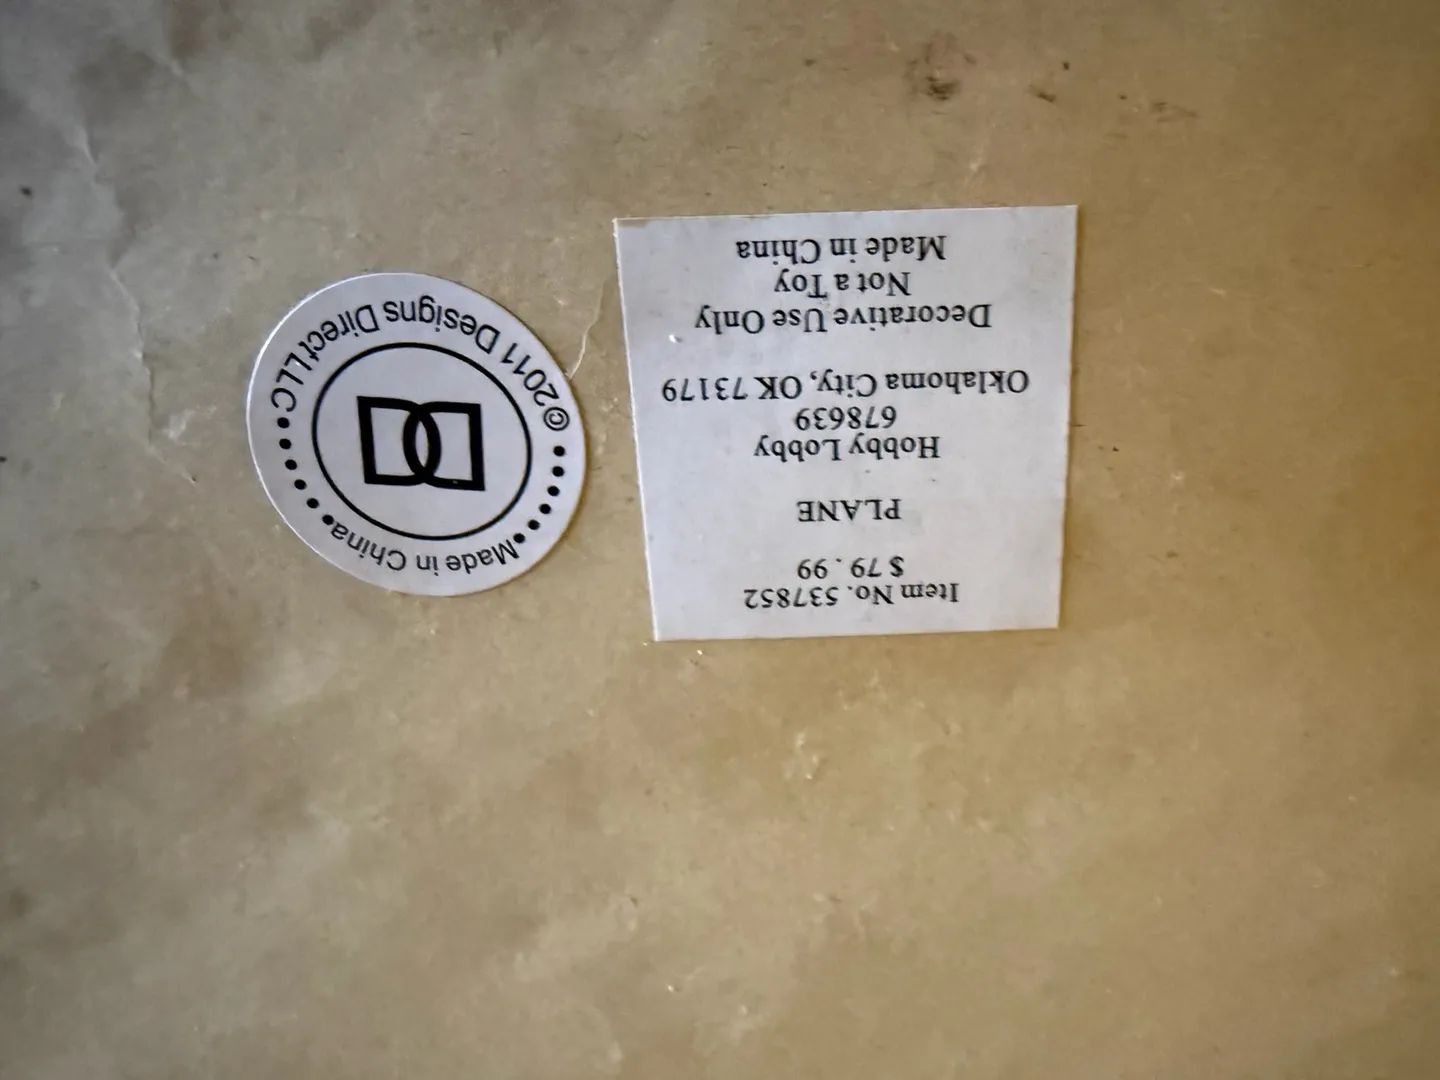 Item No. 537852
$ 79.99
PLANE
Hobby Lobby
678639
Oklahoma City, OK 73179
Decorative Use Only
Not a Toy
Made in China
©2011 Designs Direct LLC
Made in China